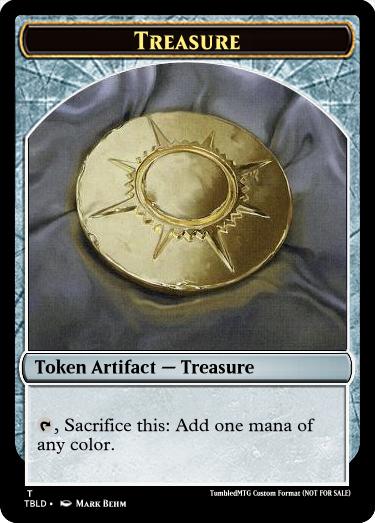 TREASURE
Token Artifact — Treasure
, Sacrifice this: Add one mana of
any color.
T
TBLD • MARK BEHM
TumbledMTG Custom Format (NOT FOR SALE)